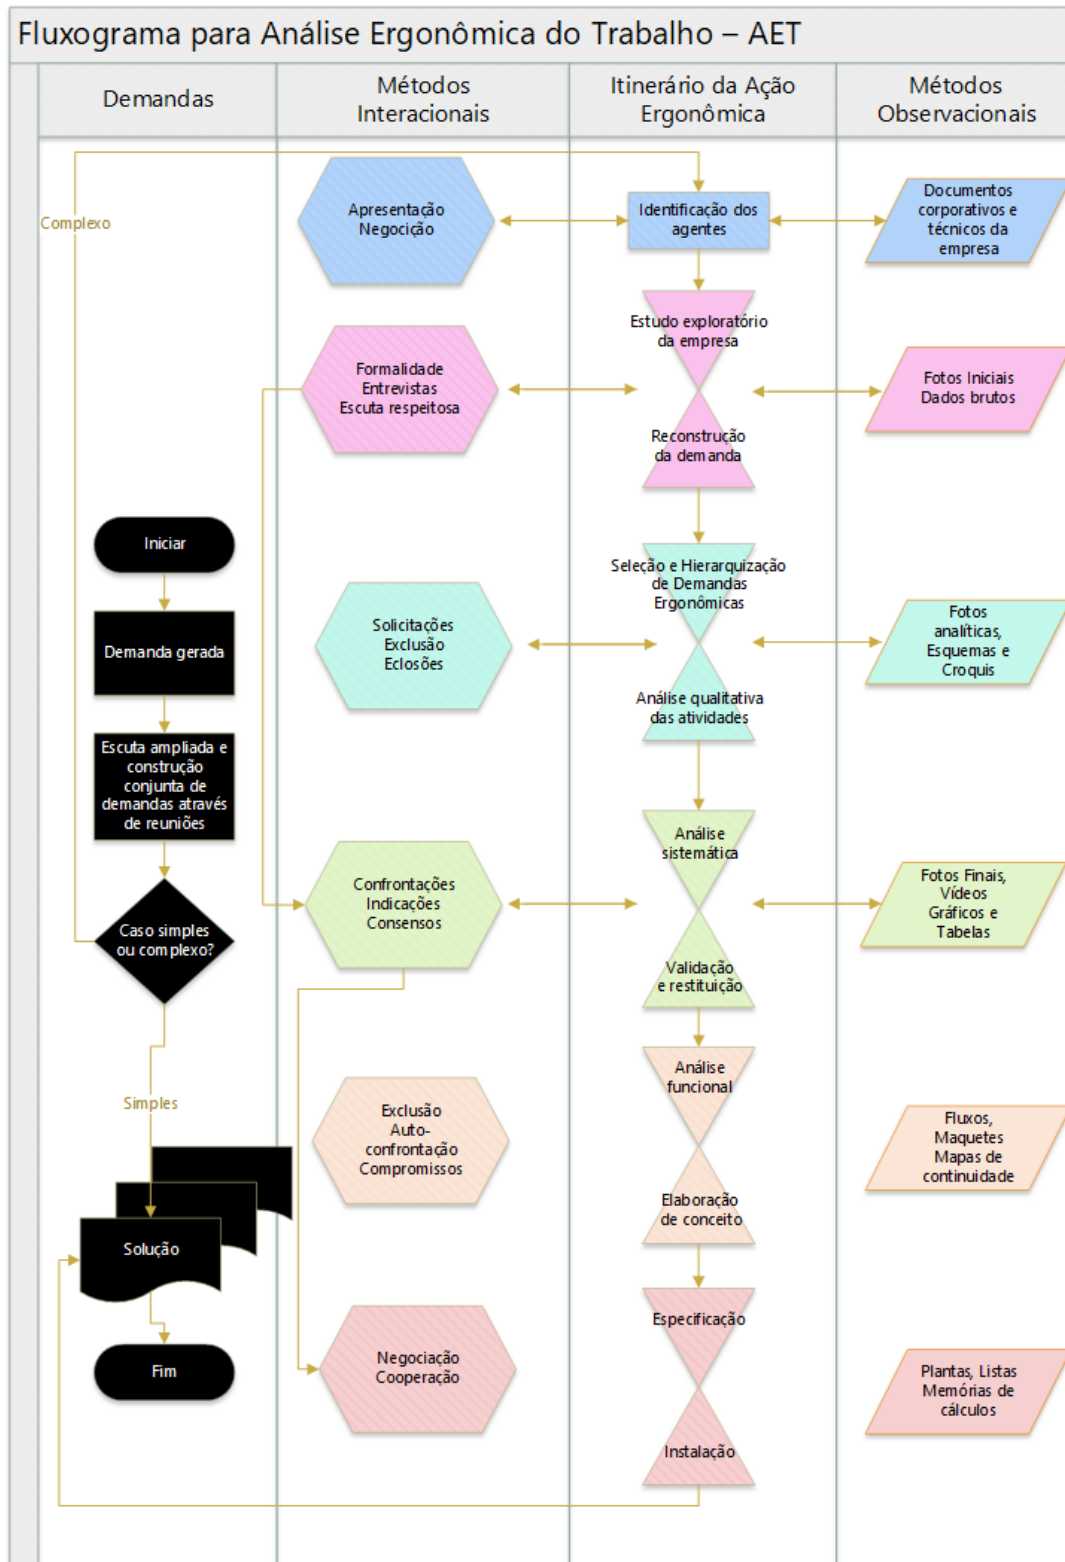 Fluxograma para Análise Ergonômica do Trabalho – AET
Demandas
Métodos
Interacionais
Itinerário da Ação
Ergonômica
Métodos
Observacionais
Complexo
Apresentação
Negocição
Identificação dos
agentes
Documentos
corporativos e
técnicos da
empresa
Estudo exploratório
da empresa
Formalidade
Entrevistas
Escuta respeitosa
Fotos Iniciais
Dados brutos
Reconstrução
da demanda
Iniciar
Seleção e Hierarquização
de Demandas
Ergonômicas
Demanda gerada
Solicitações
Exclusão
Eclosões
Fotos
analíticas,
Esquemas e
Croquis
Análise qualitativa
das atividades
Escuta ampliada e
construção
conjunta de
demandas através
de reuniões
Análise
sistemática
Caso simples
ou complexo?
Confrontações
Indicações
Consensos
Fotos Finais,
Vídeos
Gráficos e
Tabelas
Validação
e restituição
Análise
funcional
Simples
Exclusão
Auto-
confrontação
Compromissos
Fluxos,
Maquetes
Mapas de
continuidade
Elaboração
de conceito
Solução
Especificação
Fim
Negociação
Cooperação
Plantas, Listas
Memórias de
cálculos
Instalação